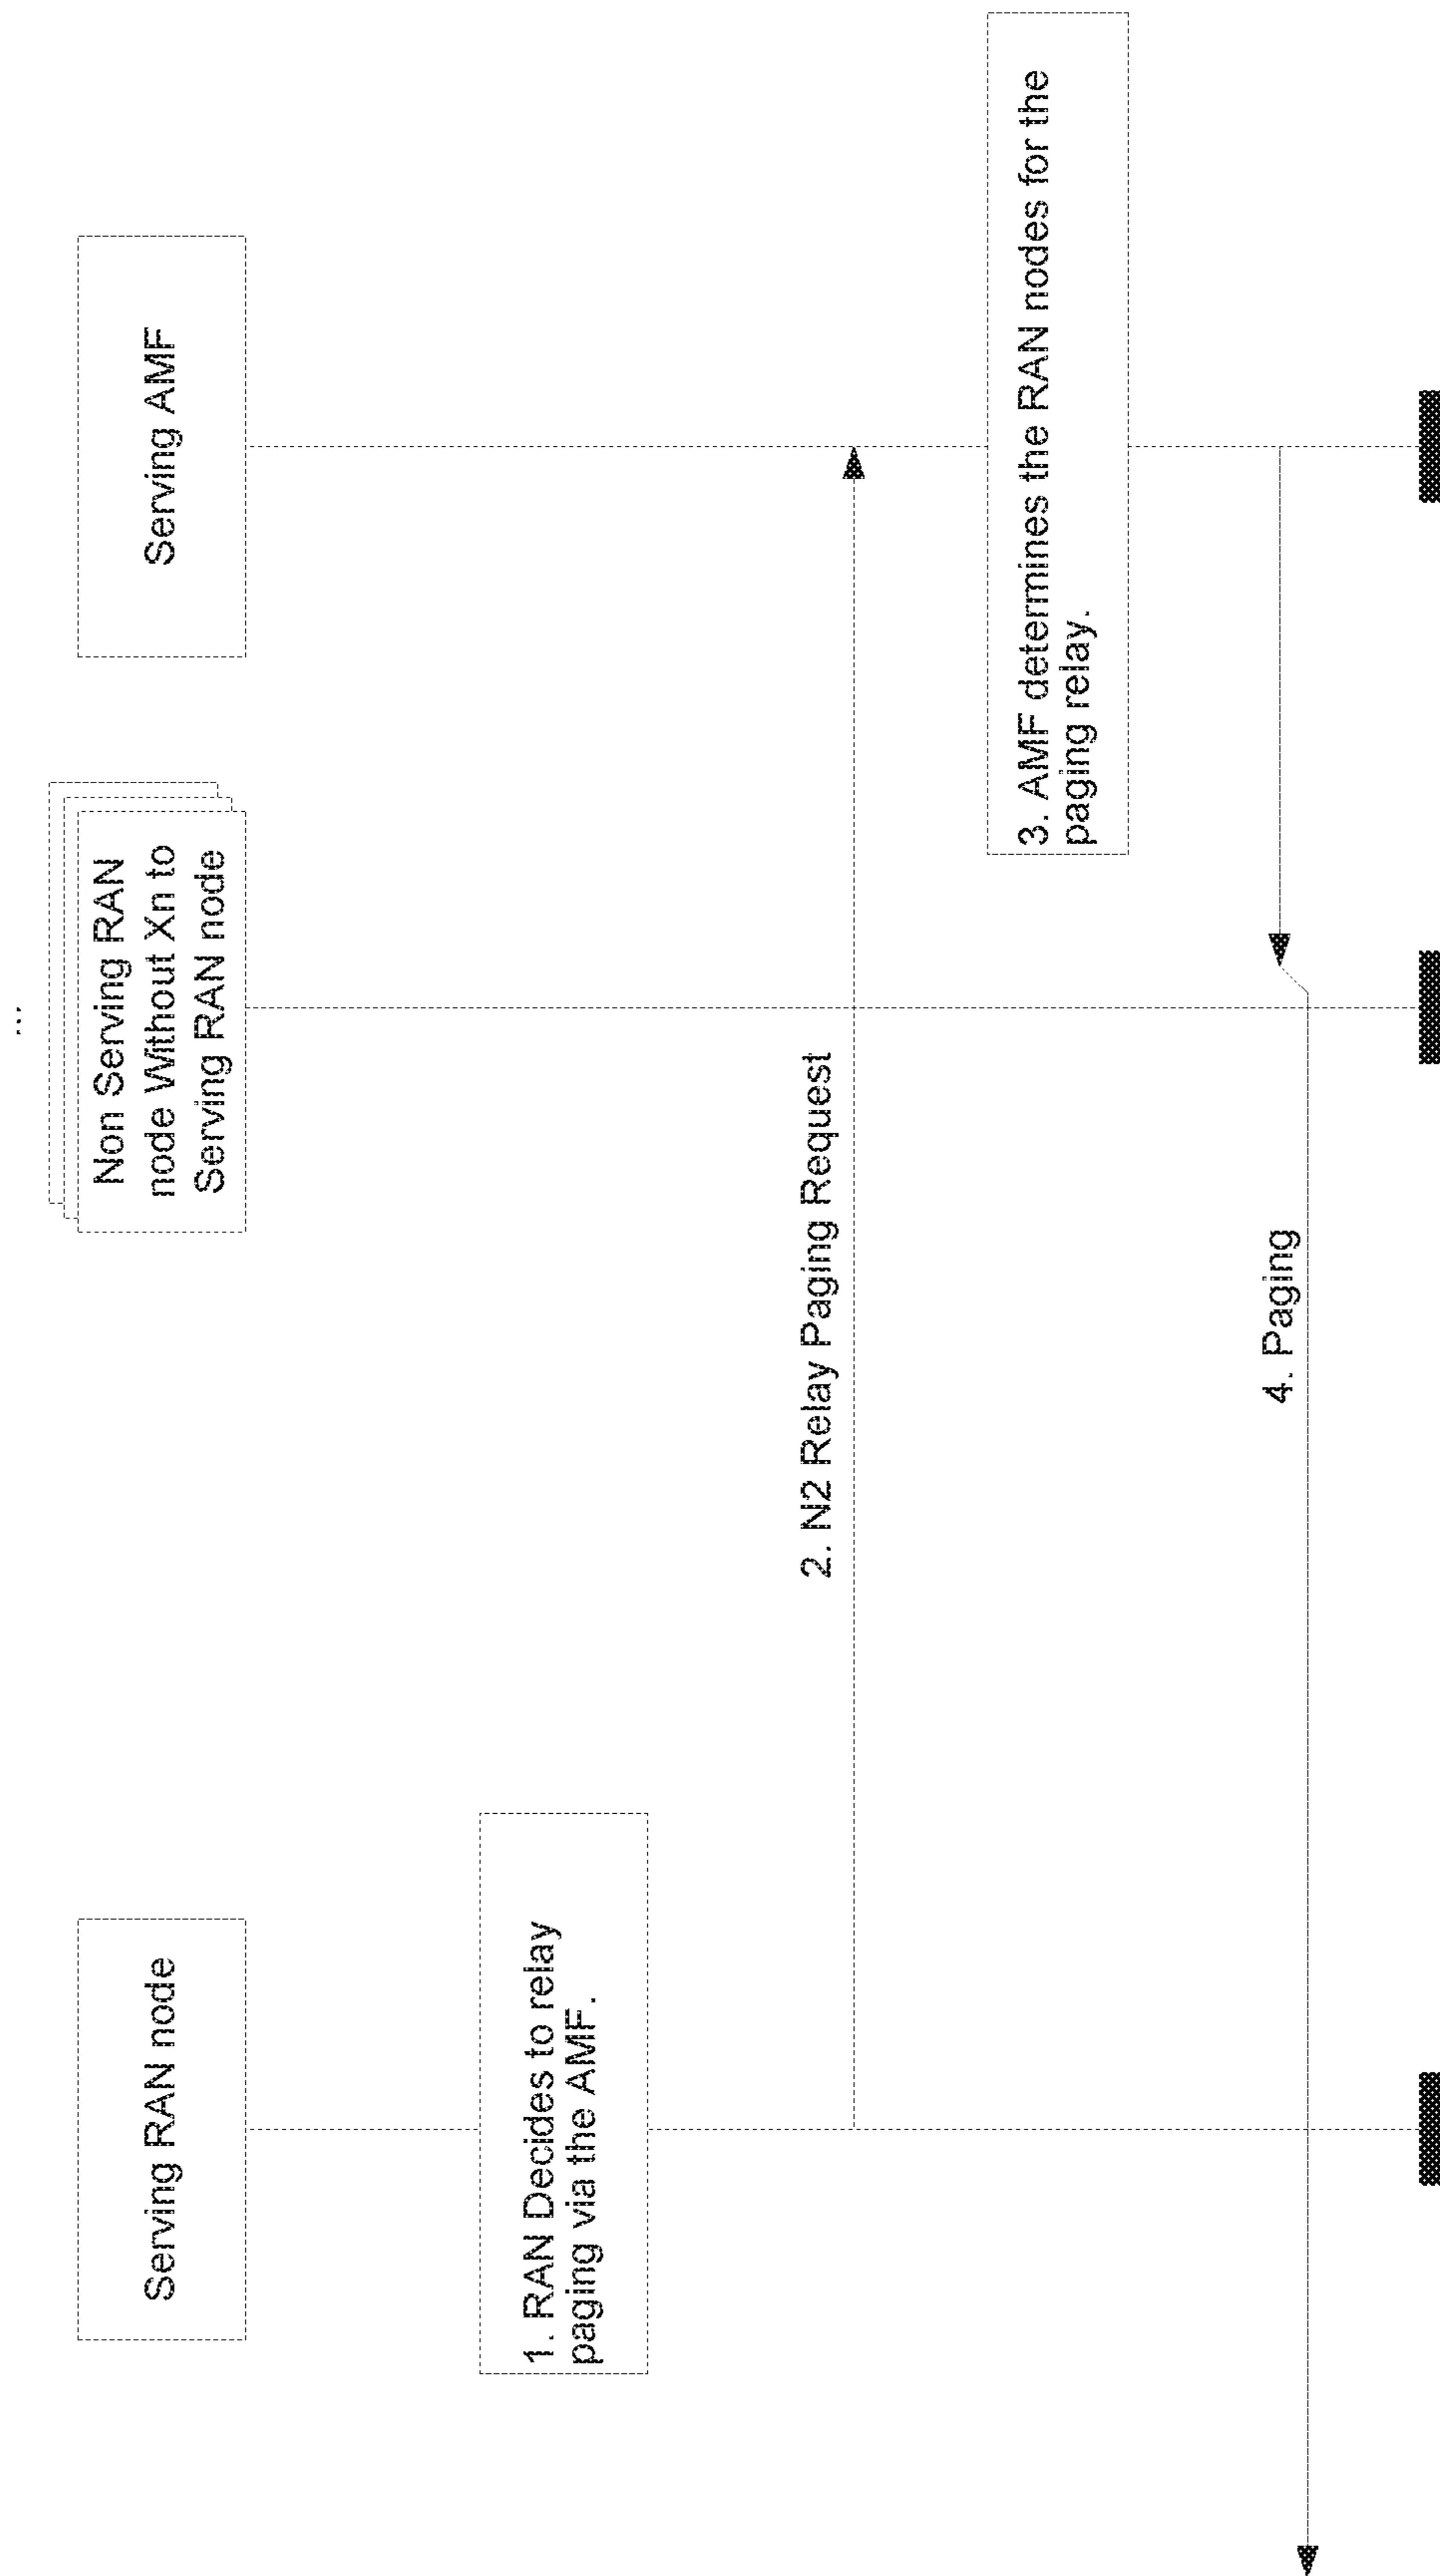 ...
Serving RAN node
Non Serving RAN
node Without Xn to
Serving RAN node
Serving AMF
1. RAN Decides to relay
paging via the AMF.
2. N2 Relay Paging Request
3. AMF determines the RAN nodes for the
paging relay.
4. Paging